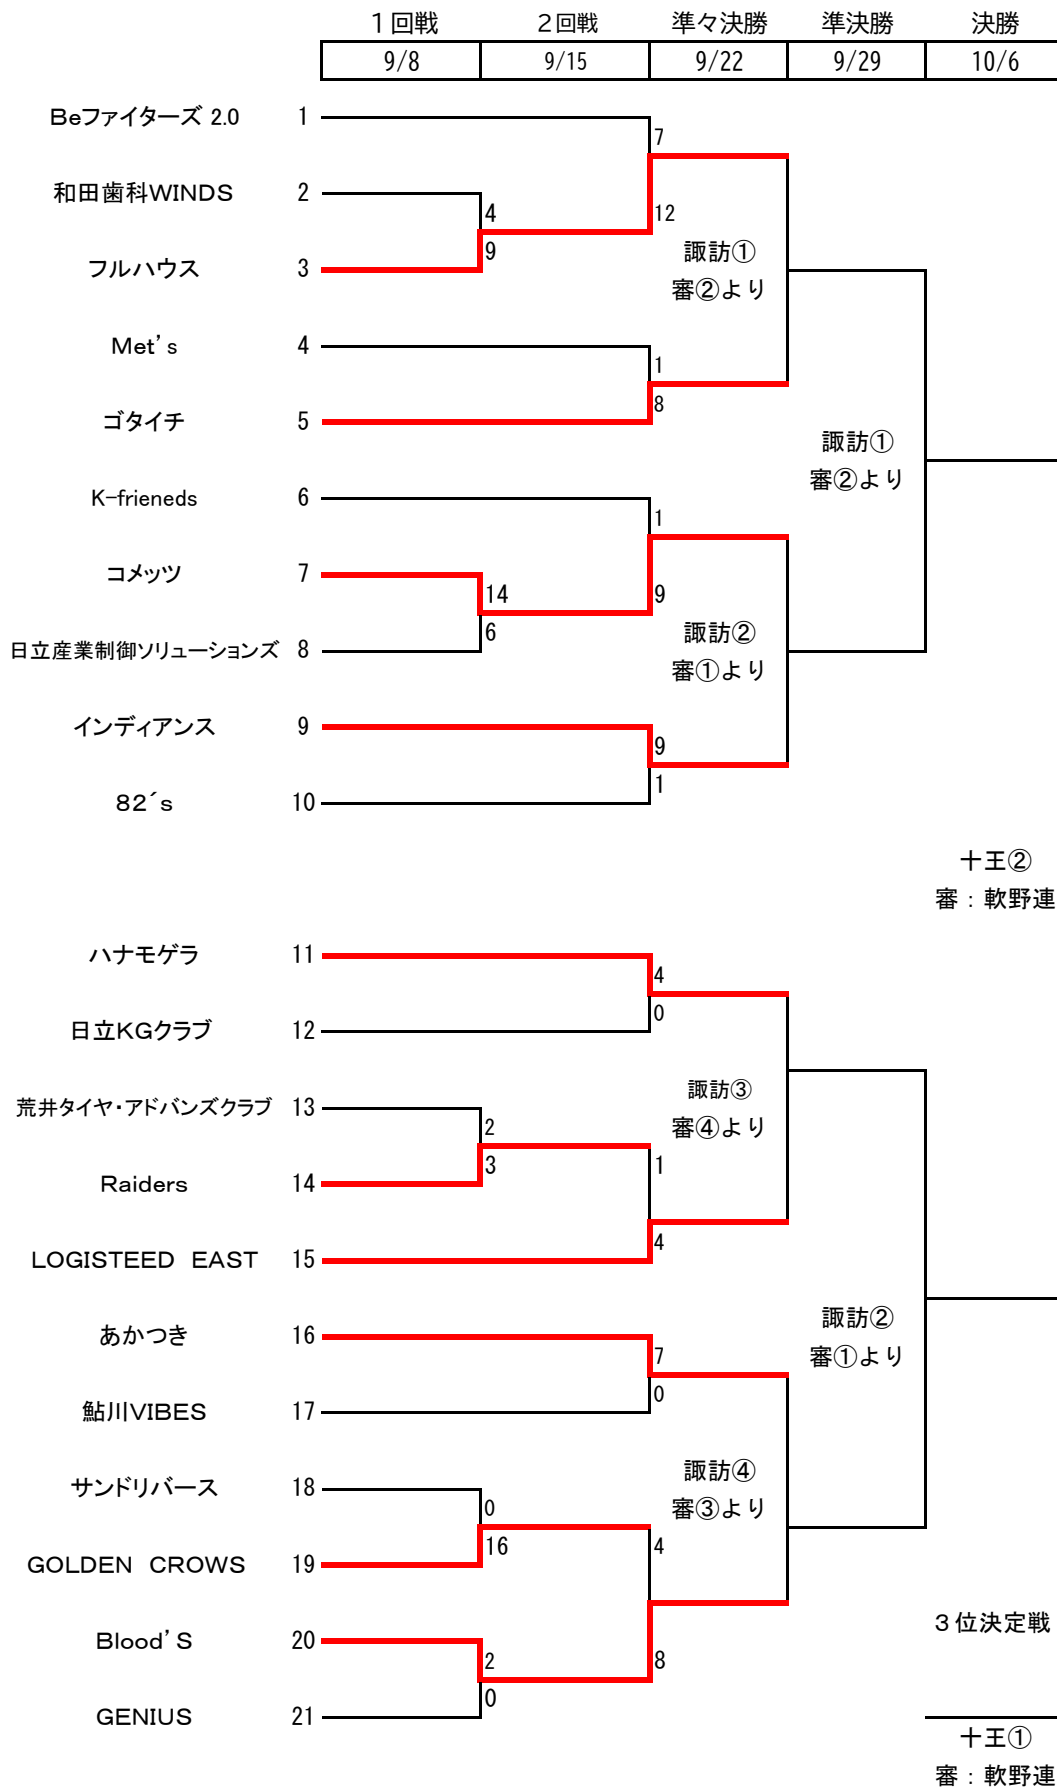 １回戦 ２回戦 準々決勝 準決勝 決勝
9/8 9/15 9/22 9/29 10/6
Beファイターズ 2.0 1
7
和田歯科WINDS 2
4
12
9
諏訪①
審②より
フルハウス 3
Met’s 4
1
8
ゴタイチ 5
諏訪①
審②より
K-frieneds 6
1
コメッツ 7
14
9
6
諏訪②
審①より
日立産業制御ソリューションズ 8
インディアンス 9
9
1
82´s 10
十王②
審：軟野連
ハナモゲラ 11
4
0
日立KGクラブ 12
諏訪③
審④より
荒井タイヤ・アドバンズクラブ 13
2
3
1
Raiders 14
4
LOGISTEED EAST 15
諏訪②
審①より
あかつき 16
7
0
鮎川VIBES 17
諏訪④
審③より
サンドリバース 18
0
16
4
GOLDEN CROWS 19
３位決定戦
Blood’S 20
2
8
0
GENIUS 21
十王①
審：軟野連